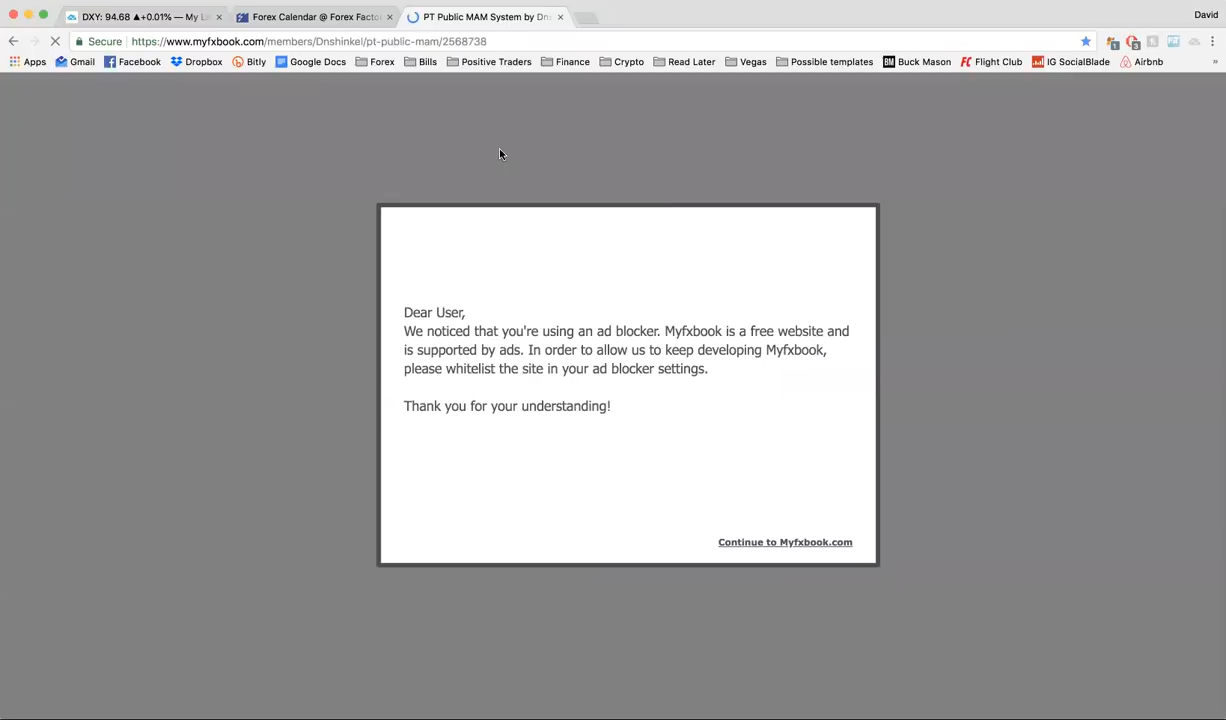 DXY: 94.68 ▲+0.01% — My L
Forex Calendar @ Forex Facto
PT Public MAM System by Dns
David
Secure
https://www.myfxbook.com/members/Dnshinkel/pt-public-mam/2568738
1
3
Apps
Gmail
Facebook
Dropbox
Bitly
Google Docs
Forex
Bills
Positive Traders
Finance
Crypto
Read Later
Vegas
Possible templates
BM
Buck Mason
FC
Flight Club
IG SocialBlade
Airbnb
»
Dear User,
We noticed that you're using an ad blocker. Myfxbook is a free website and
is supported by ads. In order to allow us to keep developing Myfxbook,
please whitelist the site in your ad blocker settings.
Thank you for your understanding!
Continue to Myfxbook.com